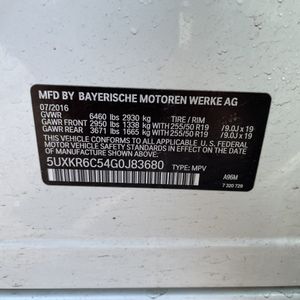 MFD BY BAYERISCHE MOTOREN WERKE AG
07/2016
GVWR 6460 lbs 2930 kg TIRE / RIM
GAWR FRONT 2950 lbs 1338 kg WITH 255/50 R19 /9.0J x 19
GAWR REAR 3671 lbs 1665 kg WITH 255/50 R19 /9.0J x 19
THIS VEHICLE CONFORMS TO ALL APPLICABLE U.S. FEDERAL
MOTOR VEHICLE SAFETY STANDARDS IN EFFECT ON THE DATE
OF MANUFACTURE SHOWN ABOVE.
5UXKR6C54G0J83680 TYPE: MPV
A96M
7 320 729